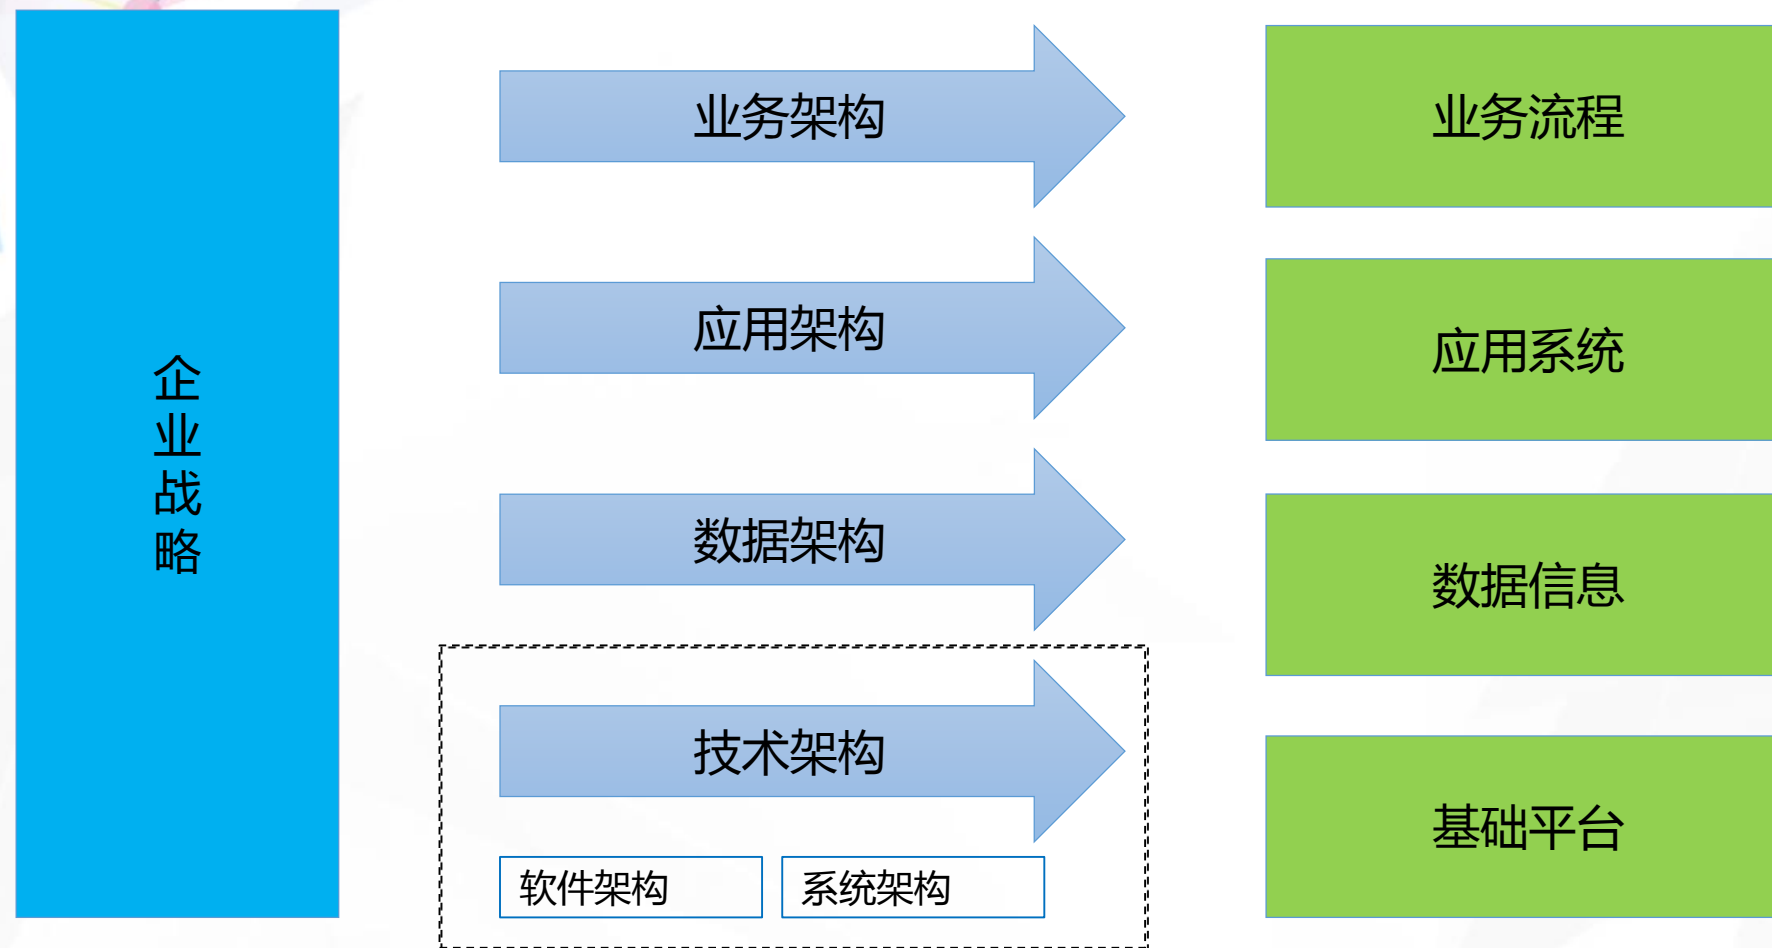 企业战略
业务架构
业务流程
应用架构
应用系统
数据架构
数据信息
技术架构
基础平台
软件架构
系统架构